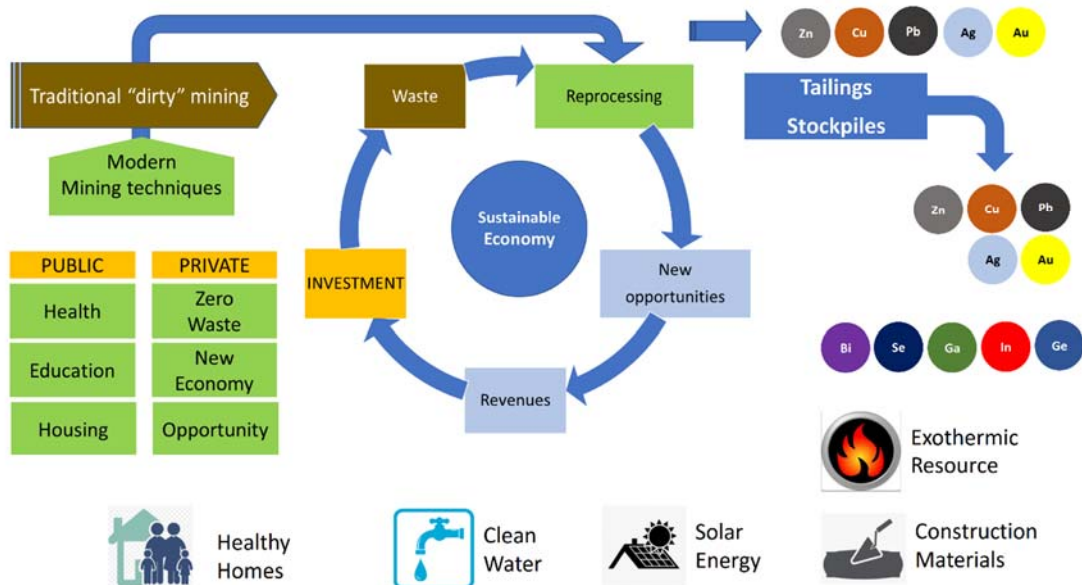 Zn Cu Pb Ag Au
Traditional “dirty” mining
Waste
Reprocessing
Tailings
Stockpiles
Modern
Mining techniques
Sustainable
Economy
Zn Cu Pb
Ag Au
PUBLIC
Health
Education
Housing
PRIVATE
Zero
Waste
New
Economy
Opportunity
INVESTMENT
New
opportunities
Revenues
Bi Se Ga In Ge
Exothermic
Resource
Healthy
Homes
Clean
Water
Solar
Energy
Construction
Materials